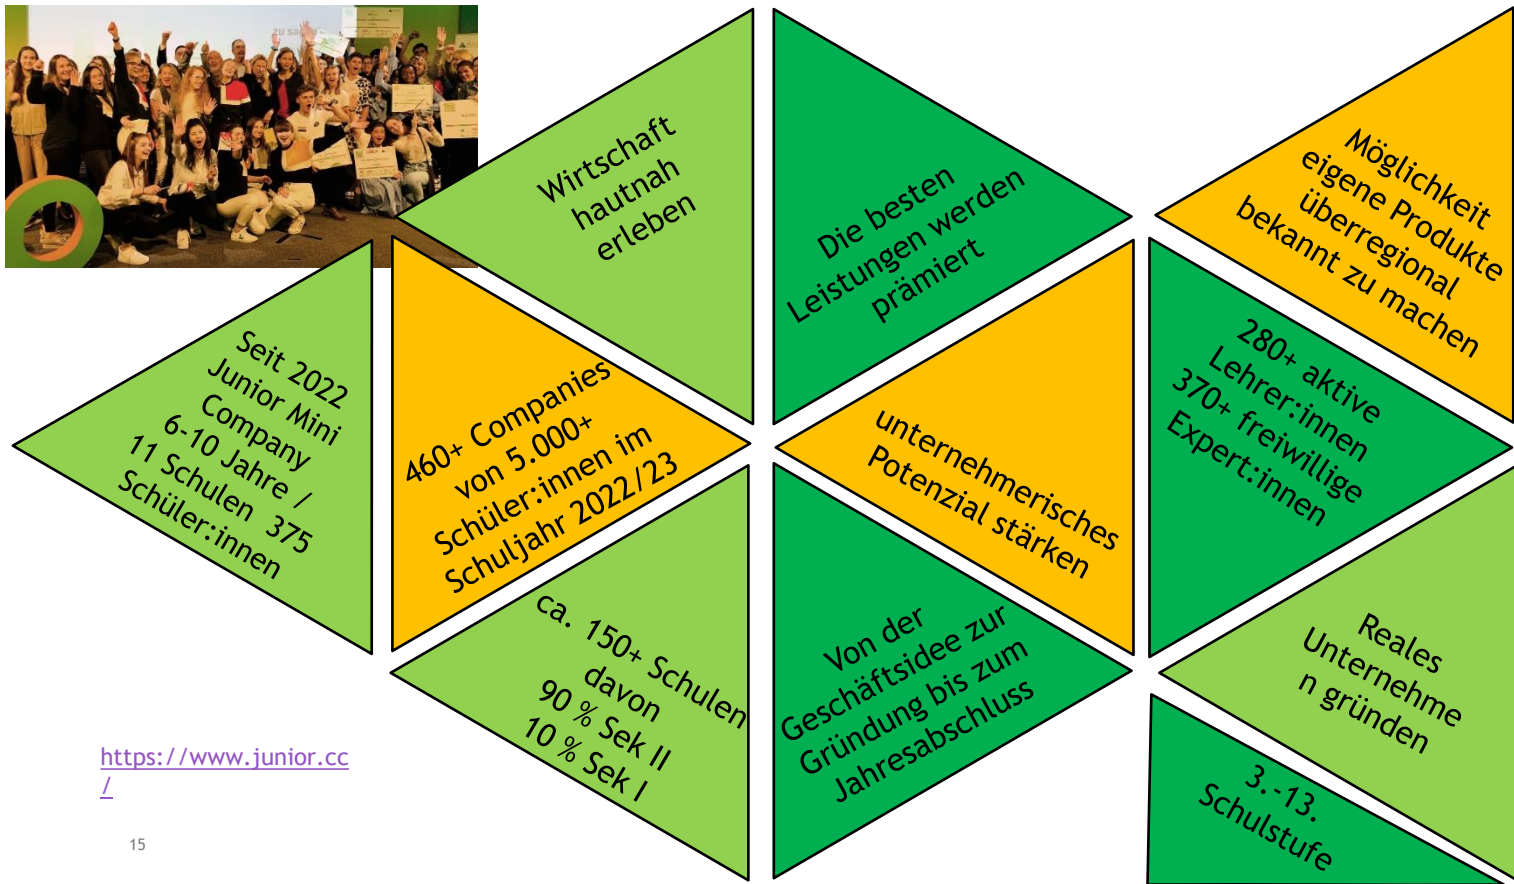 zu sa
Wirtschaft
hautnah
erleben
Die besten
Leistungen werden
prämiert
Möglichkeit
eigene Produkte
überregional
bekannt zu machen
Seit 2022
Junior Mini
Company
6-10 Jahre /
11 Schulen 375
Schüler:innen
460+ Companies
von 5.000+
Schüler:innen im
Schuljahr 2022/23
unternehmerisches
Potenzial stärken
280+ aktive
Lehrer:innen
370+ freiwillige
Expert:innen
ca. 150+ Schulen
davon
90 % Sek II
10 % Sek I
Von der
Geschäftsidee zur
Gründung bis zum
Jahresabschluss
Reales
Unternehme
n gründen
3.-13.
Schulstufe
https://www.junior.cc
/
15